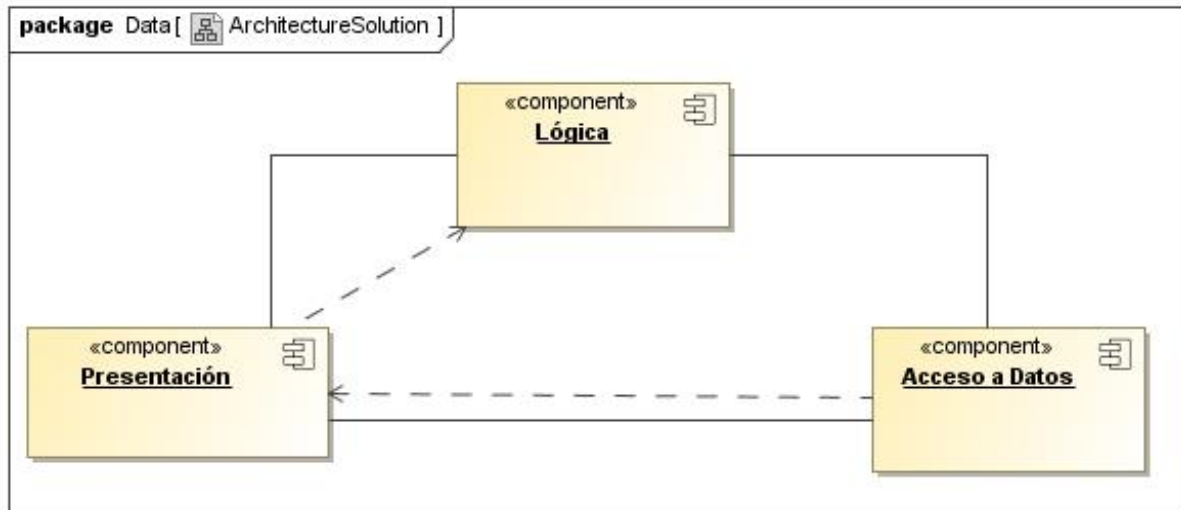 package Data[ ArchitectureSolution ]
«component»
Lógica
«component»
Presentación
«component»
Acceso a Datos